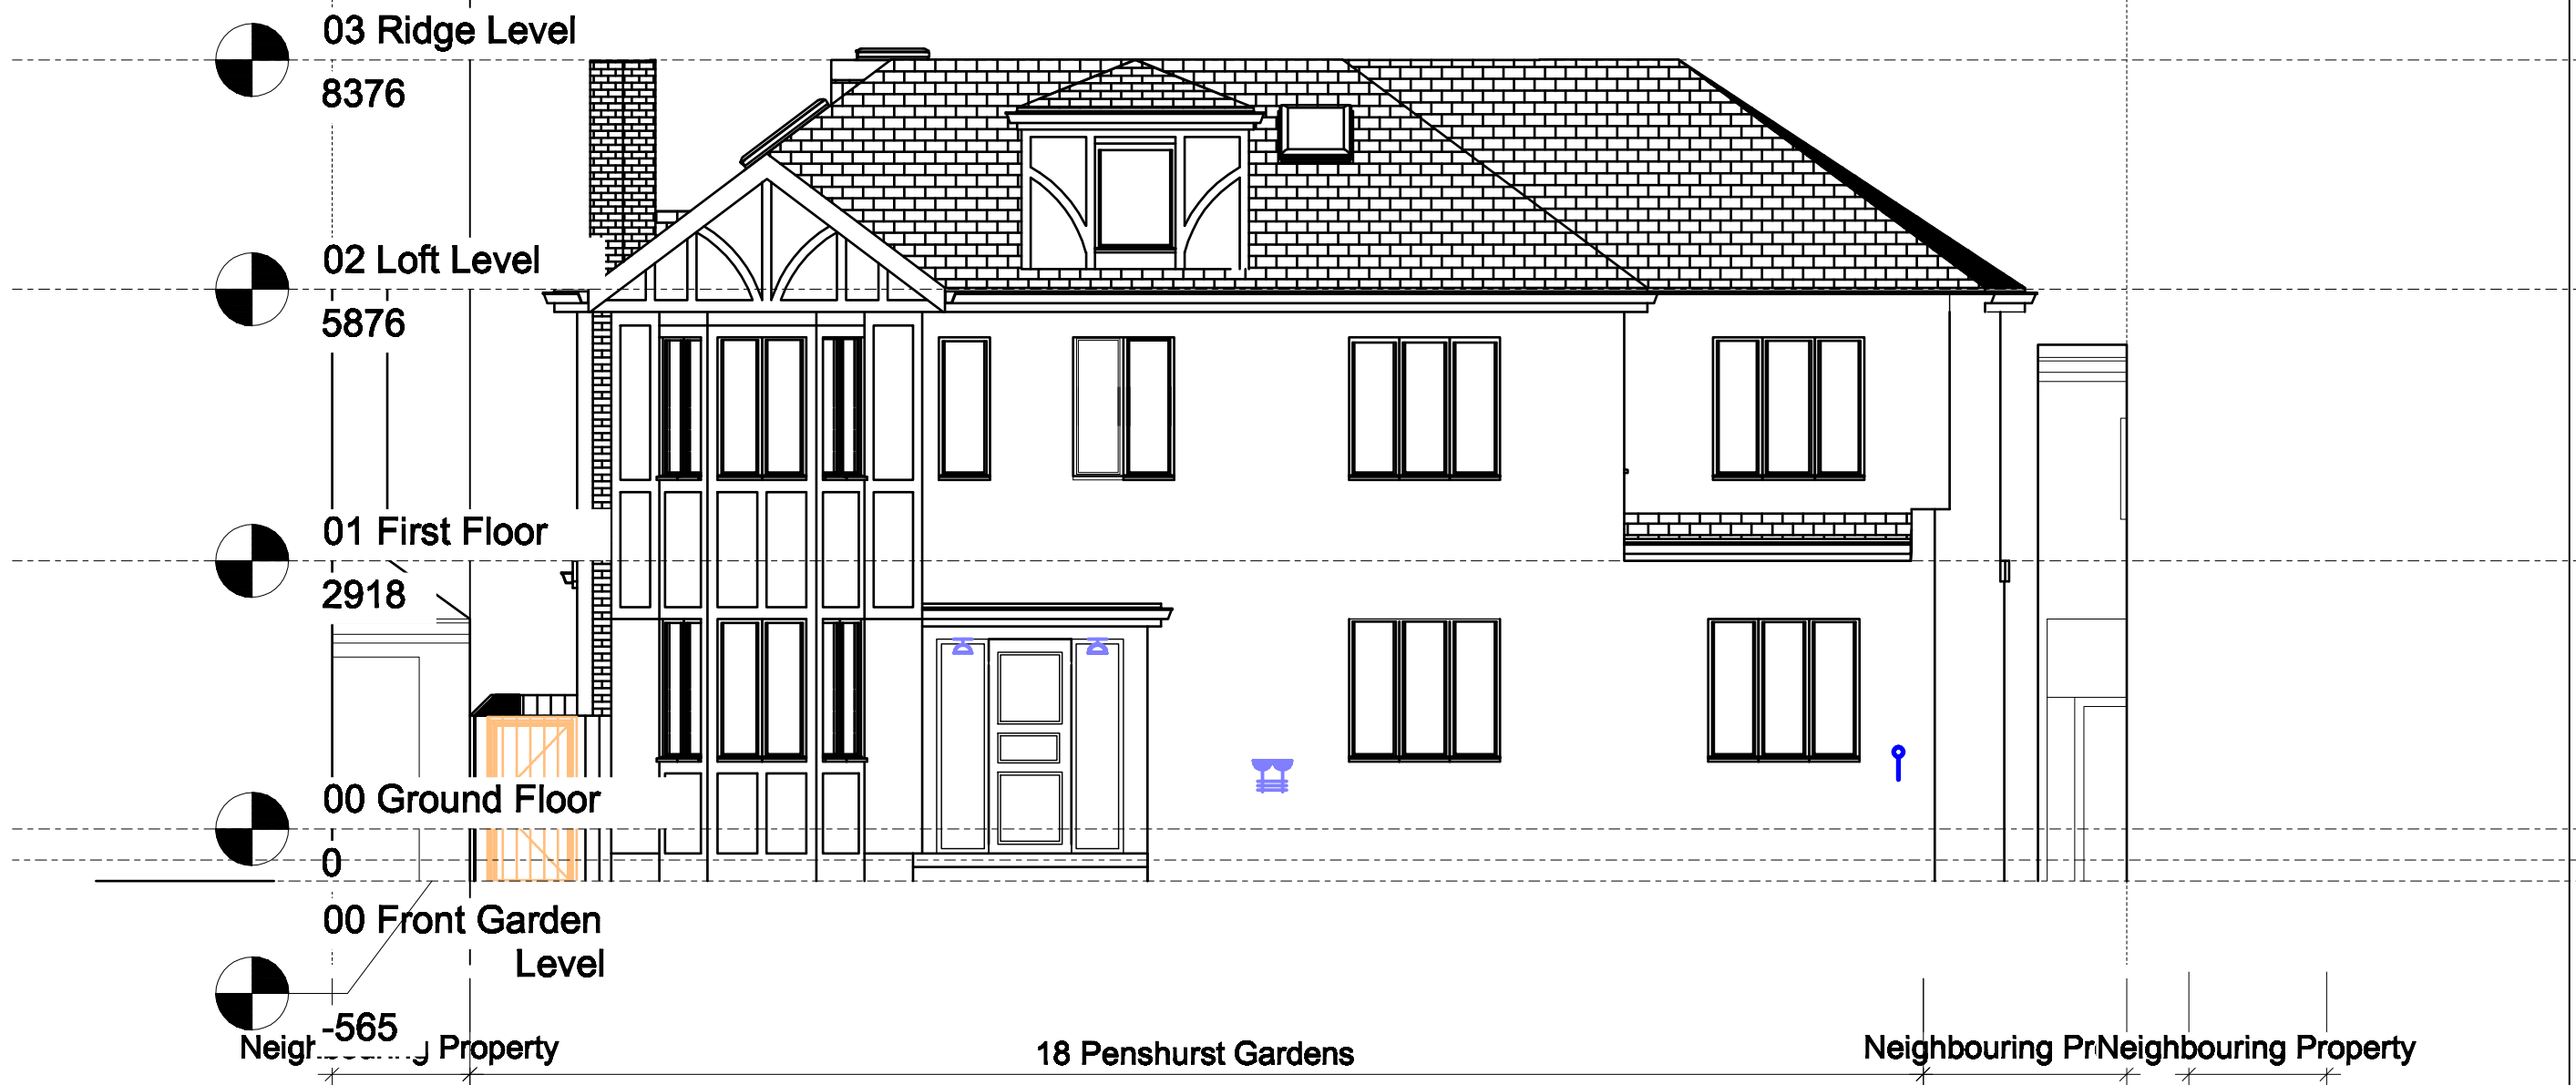 03 Ridge Level
8376
02 Loft Level
5876
01 First Floor
2918
00 Ground Floor
0
00 Front Garden
Level
-565
Property
18 Penshurst Gardens
Neighbouring
Neighbouring Property